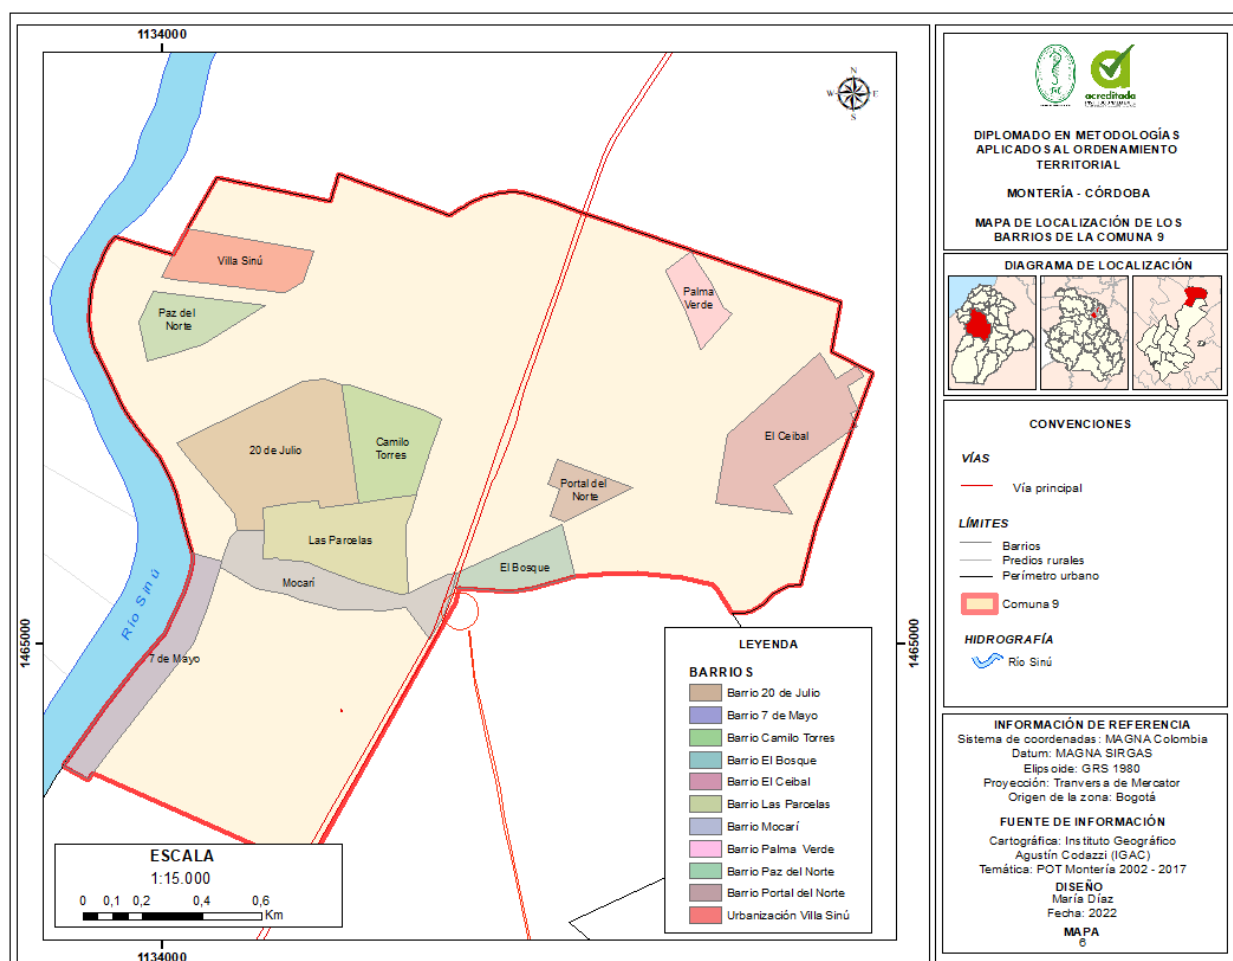 1134000
N
W
E
S
Villa Sinú
Paz del
Norte
Palma
Verde
20 de Julio
Camilo
Torres
El Ceibal
Portal del
Norte
Las Parcelas
El Bosque
Mocarí
Río Sinú
7 de Mayo
1465000
1465000
ESCALA
1:15.000
0 0,1 0,2 0,4 0,6
Km
1134000
LEYENDA
BARRIOS
Barrio 20 de Julio
Barrio 7 de Mayo
Barrio Camilo Torres
Barrio El Bosque
Barrio El Ceibal
Barrio Las Parcelas
Barrio Mocarí
Barrio Palma Verde
Barrio Paz del Norte
Barrio Portal del Norte
Urbanización Villa Sinú
acreditada
DIPLOMADO EN METODOLOGÍAS
APLICADOS AL ORDENAMIENTO
TERRITORIAL
MONTERÍA - CÓRDOBA
MAPA DE LOCALIZACIÓN DE LOS
BARRIOS DE LA COMUNA 9
DIAGRAMA DE LOCALIZACIÓN
CONVENCIONES
VÍAS
Vía principal
LÍMITES
Barrios
Predios rurales
Perímetro urbano
Comuna 9
HIDROGRAFÍA
Río Sinú
INFORMACIÓN DE REFERENCIA
Sistema de coordenadas: MAGNA Colombia
Datum: MAGNA SIRGAS
Elipsoide: GRS 1980
Proyección: Tranversa de Mercator
Origen de la zona: Bogotá
FUENTE DE INFORMACIÓN
Cartográfica: Instituto Geográfico
Agustín Codazzi (IGAC)
Temática: POT Montería 2002 - 2017
DISEÑO
María Díaz
Fecha: 2022
MAPA
6